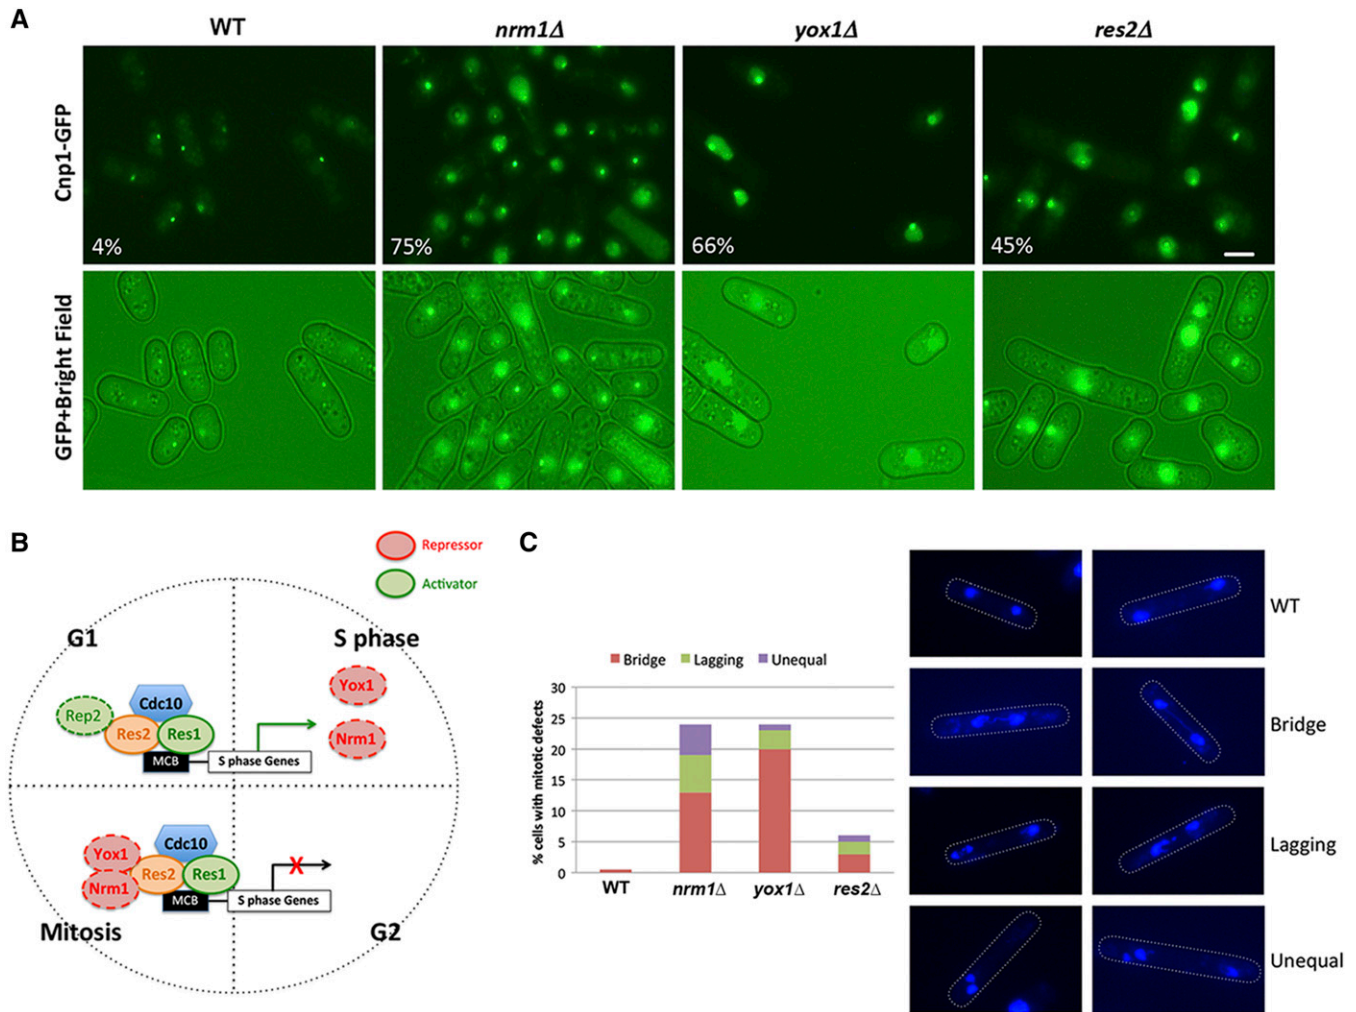 A
WT
nrm1Δ
yox1Δ
res2Δ
Cnp1-GFP
4%
75%
66%
45%
GFP+Bright Field
B
Repressor
Activator
G1
S phase
Yox1
Nrm1
Rep2
Cdc10
Res2
Res1
MCB
S phase Genes
Yox1
Nrm1
Cdc10
Res2
Res1
X
MCB
S phase Genes
Mitosis
G2
C
Bridge
Lagging
Unequal
% cells with mitotic defects
30
25
20
15
10
5
0
WT
nrm1Δ
yox1Δ
res2Δ
WT
Bridge
Lagging
Unequal